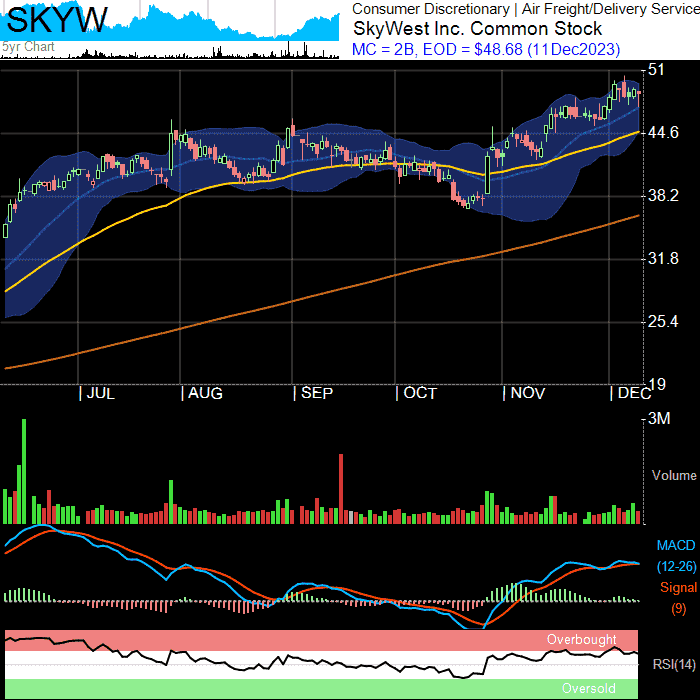 SKYW
5yr Chart
Consumer Discretionary | Air Freight/Delivery Service
SkyWest Inc. Common Stock
MC = 2B, EOD = $48.68 (11Dec2023)
51
44.6
38.2
31.8
25.4
19
| JUL | AUG | SEP | OCT | NOV | DEC
3M
Volume
MACD
(12-26)
Signal
(9)
Overbought
RSI(14)
Oversold